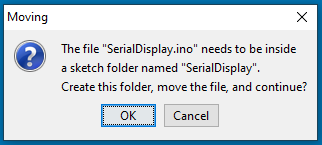 Moving
The file "SerialDisplay.ino" needs to be inside
a sketch folder named "SerialDisplay".
Create this folder, move the file, and continue?
OK
Cancel